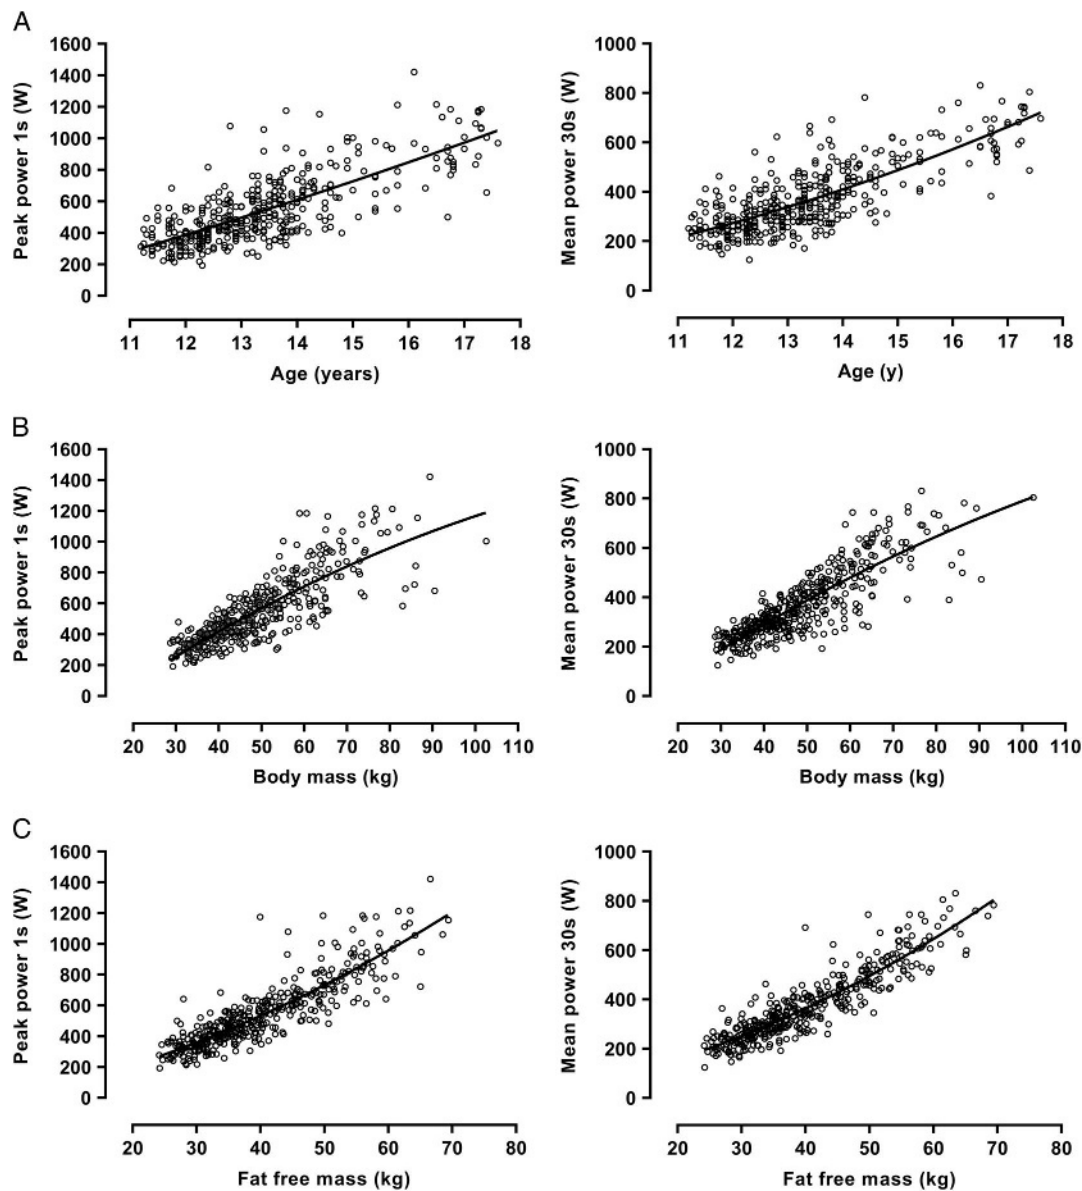 A
Peak power 1s (W)
1600
1400
1200
1000
800
600
400
200
0
11 12 13 14 15 16 17 18
Age (years)
Mean power 30s (W)
1000
800
600
400
200
0
11 12 13 14 15 16 17 18
Age (y)
B
Peak power 1s (W)
1600
1400
1200
1000
800
600
400
200
0
20 30 40 50 60 70 80 90 100 110
Body mass (kg)
Mean power 30s (W)
1000
800
600
400
200
0
20 30 40 50 60 70 80 90 100 110
Body mass (kg)
C
Peak power 1s (W)
1600
1400
1200
1000
800
600
400
200
0
20 30 40 50 60 70 80
Fat free mass (kg)
Mean power 30s (W)
1000
800
600
400
200
0
20 30 40 50 60 70 80
Fat free mass (kg)